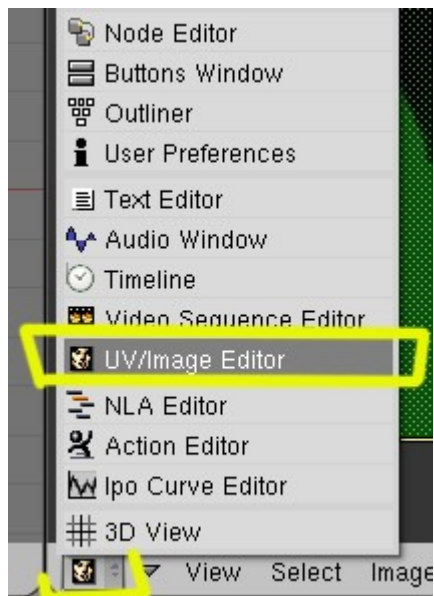 Node Editor
Buttons Window
Outliner
User Preferences
Text Editor
Audio Window
Timeline
Video Sequence Editor
UV/Image Editor
NLA Editor
Action Editor
Ipo Curve Editor
3D View
View Select Image